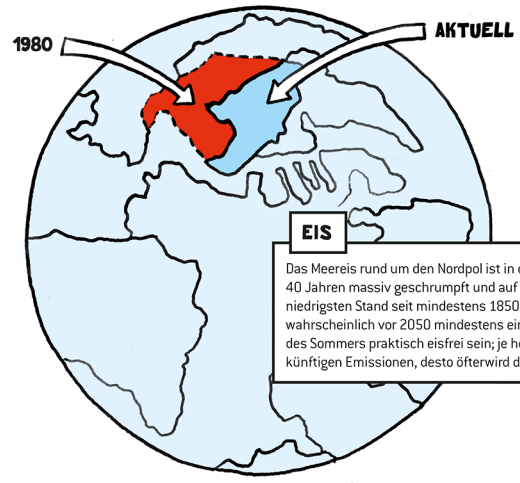 1980
AKTUELL
EIS
Das Meereis rund um den Nordpol ist in
40 Jahren massiv geschrumpft und auf
niedrigsten Stand seit mindestens 1850
wahrscheinlich vor 2050 mindestens
des Sommers praktisch eisfrei sein; je
künftigen Emissionen, desto öfterwird